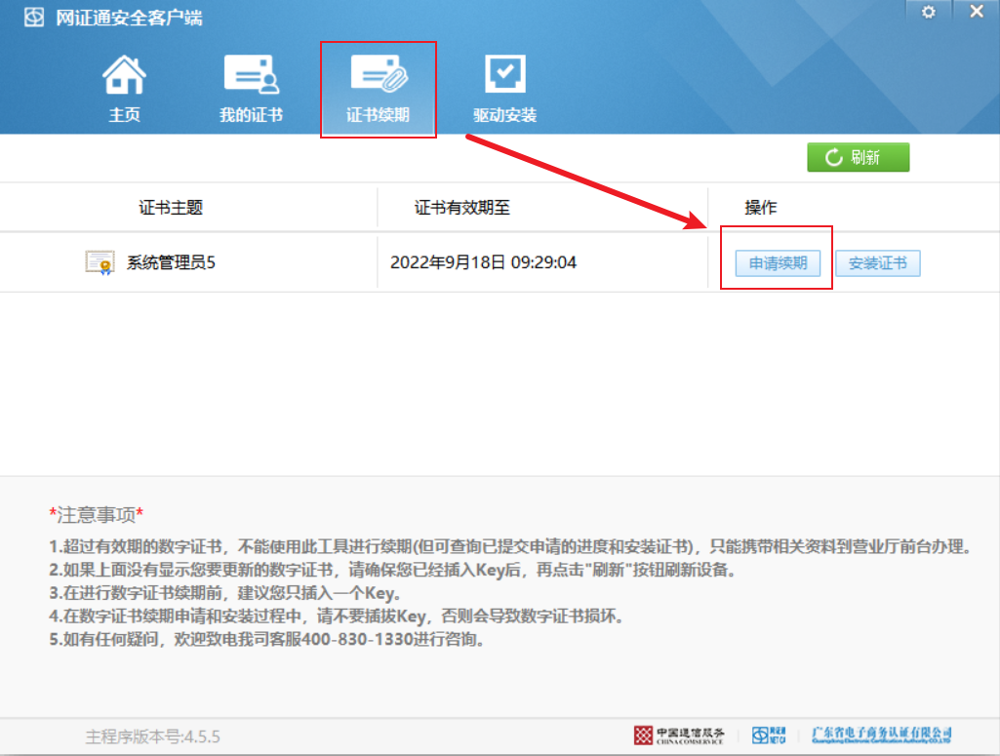 网证通安全客户端
主页
我的证书
证书续期
驱动安装
刷新
证书主题
证书有效期至
操作
系统管理员5
2022年9月18日 09:29:04
申请续期
安装证书
*注意事项*
1.超过有效期的数字证书，不能使用此工具进行续期(但可查询已提交申请的进度和安装证书)，只能携带相关资料到营业厅前台办理。
2.如果上面没有显示您要更新的数字证书，请确保您已经插入Key后，再点击"刷新"按钮刷新设备。
3.在进行数字证书续期前，建议您只插入一个Key。
4.在数字证书续期申请和安装过程中，请不要插拔Key，否则会导致数字证书损坏。
5.如有任何疑问，欢迎致电我司客服400-830-1330进行咨询。
主程序版本号:4.5.5
中国通信服务
CHINA COMSERVICE
网证通
NETCA
广东省电子商务认证有限公司
Guangdong Electronic Certification Authority CO.,LTD